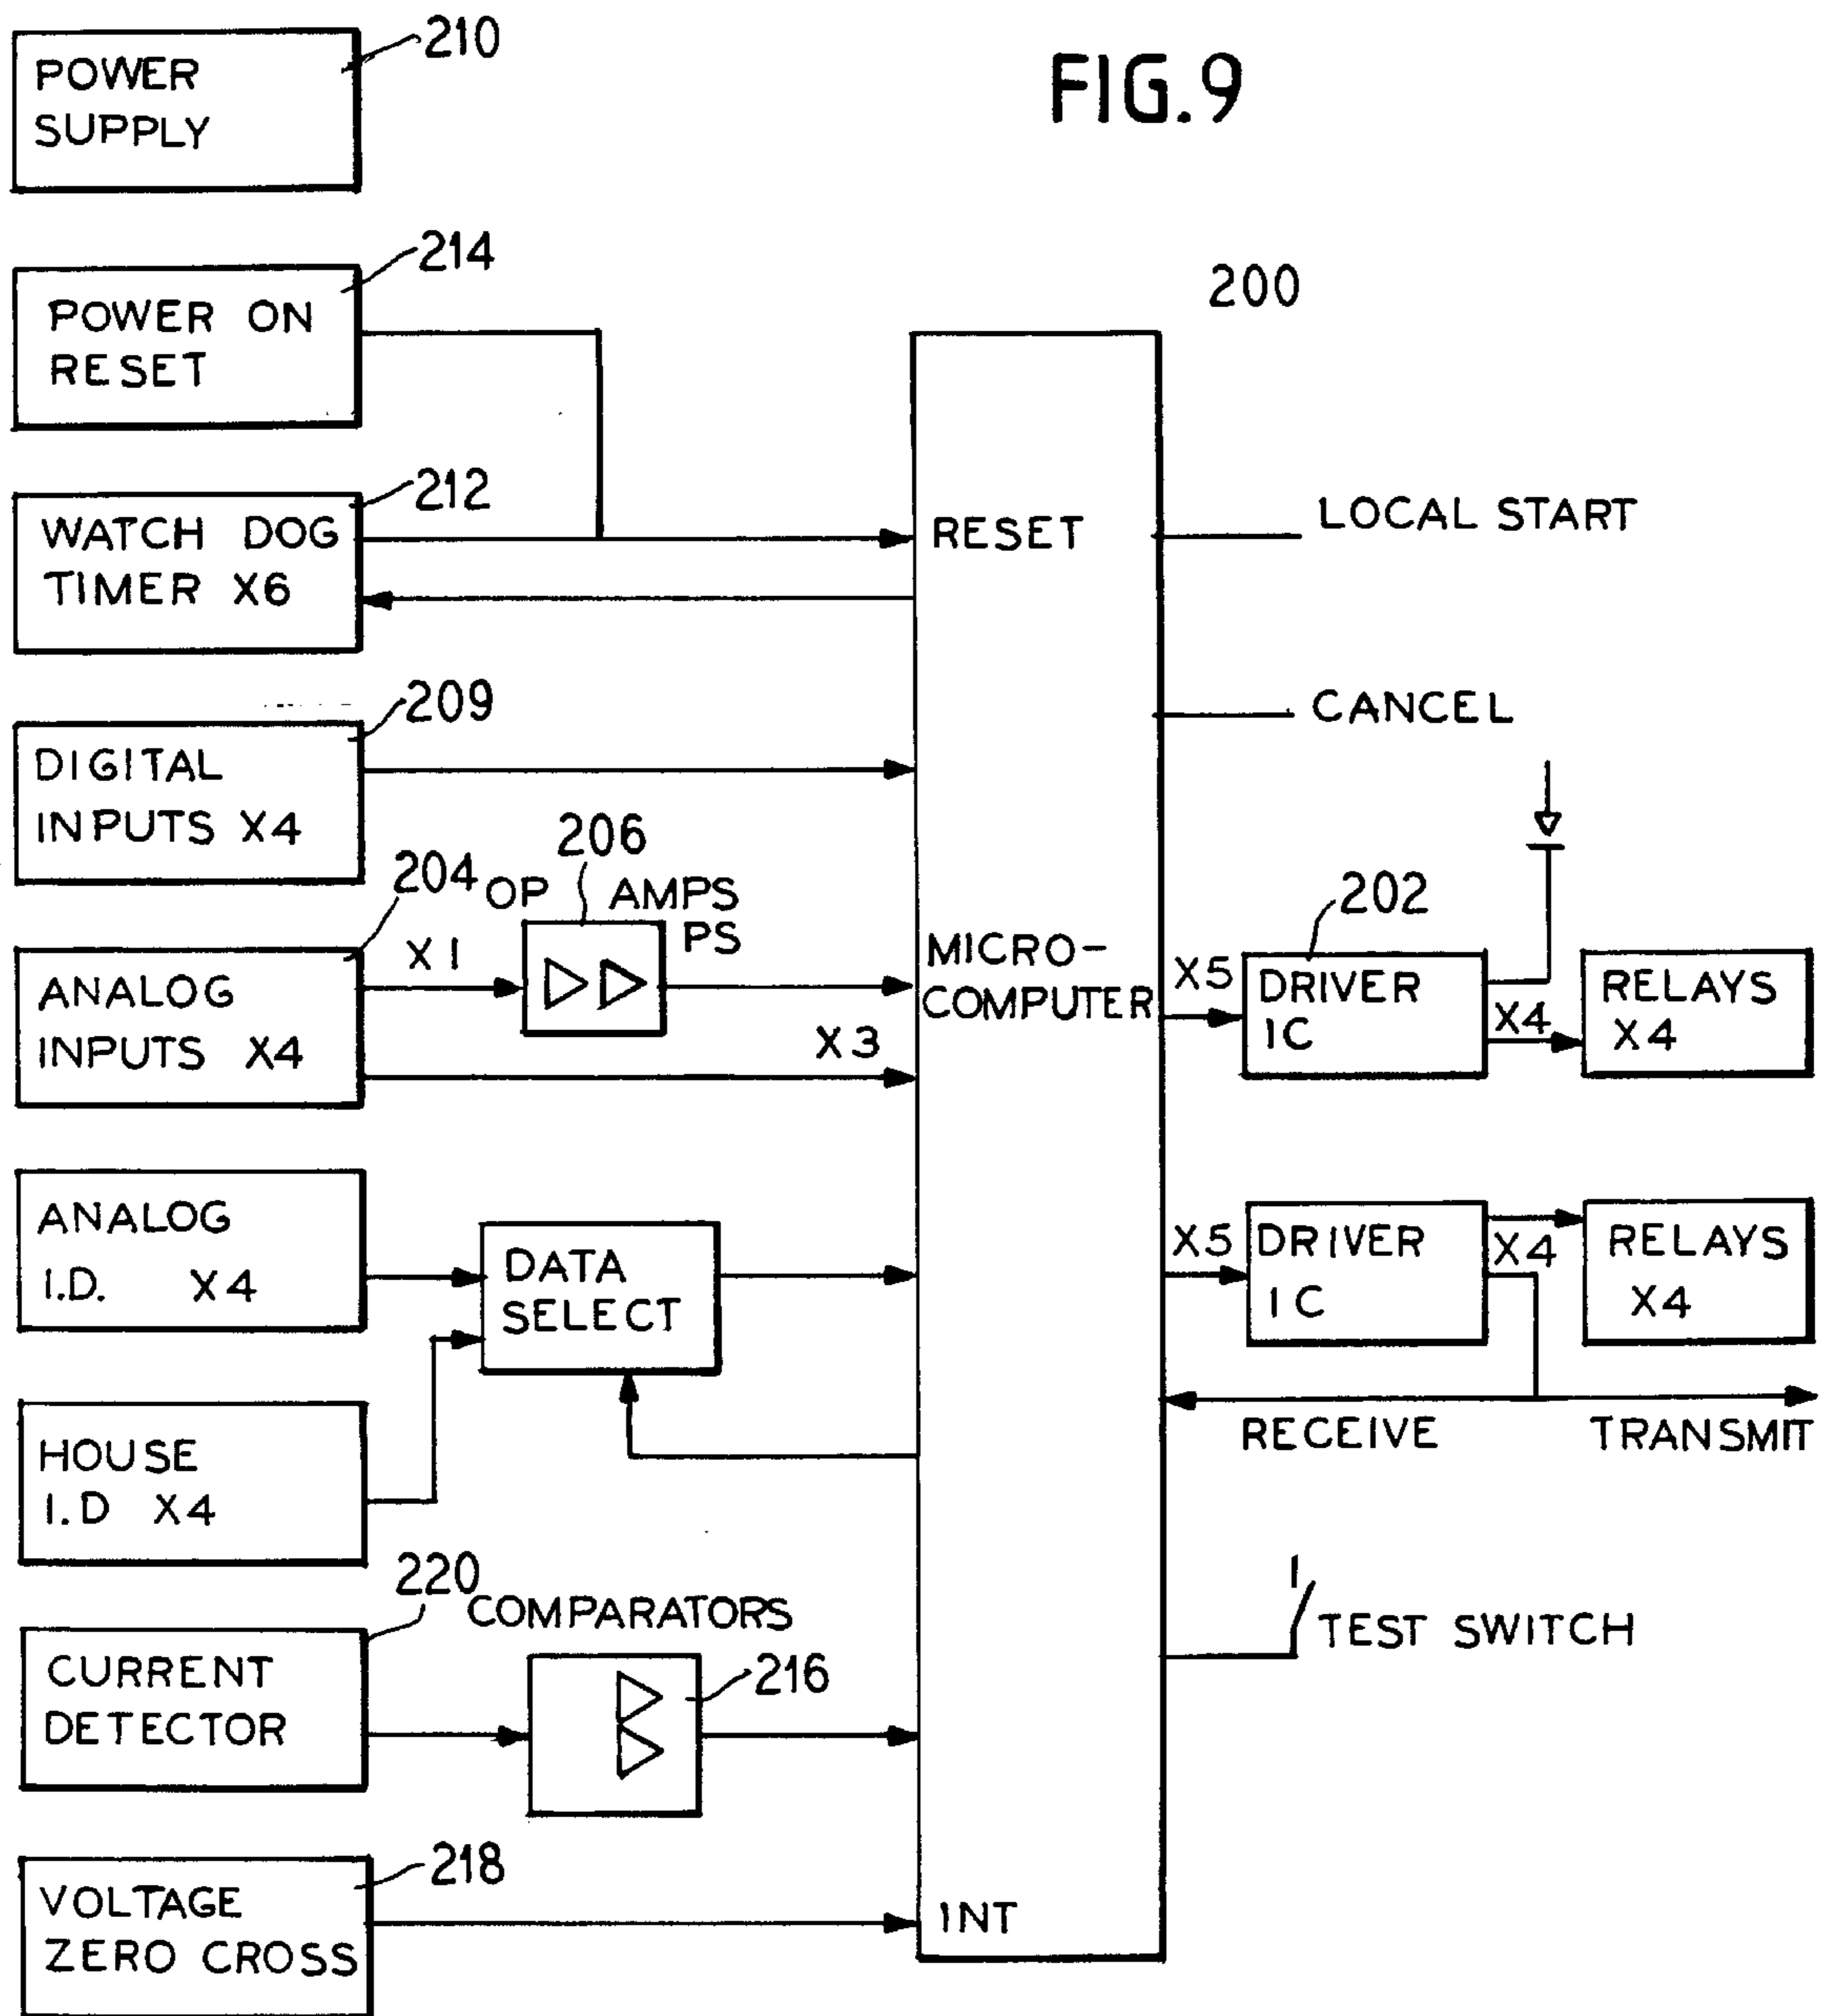 FIG.9
210
POWER
SUPPLY
214
POWER ON
RESET
200
212
WATCH DOG
TIMER X6
RESET
LOCAL START
209
DIGITAL
INPUTS X4
CANCEL
204
206
OP AMPS
PS
ANALOG
INPUTS X4
X1
X3
MICRO-
COMPUTER
202
X5
DRIVER
IC
X4
RELAYS
X4
ANALOG
I.D. X4
DATA
SELECT
X5
DRIVER
IC
X4
RELAYS
X4
HOUSE
I.D X4
RECEIVE
TRANSMIT
220
COMPARATORS
CURRENT
DETECTOR
216
TEST SWITCH
218
VOLTAGE
ZERO CROSS
INT